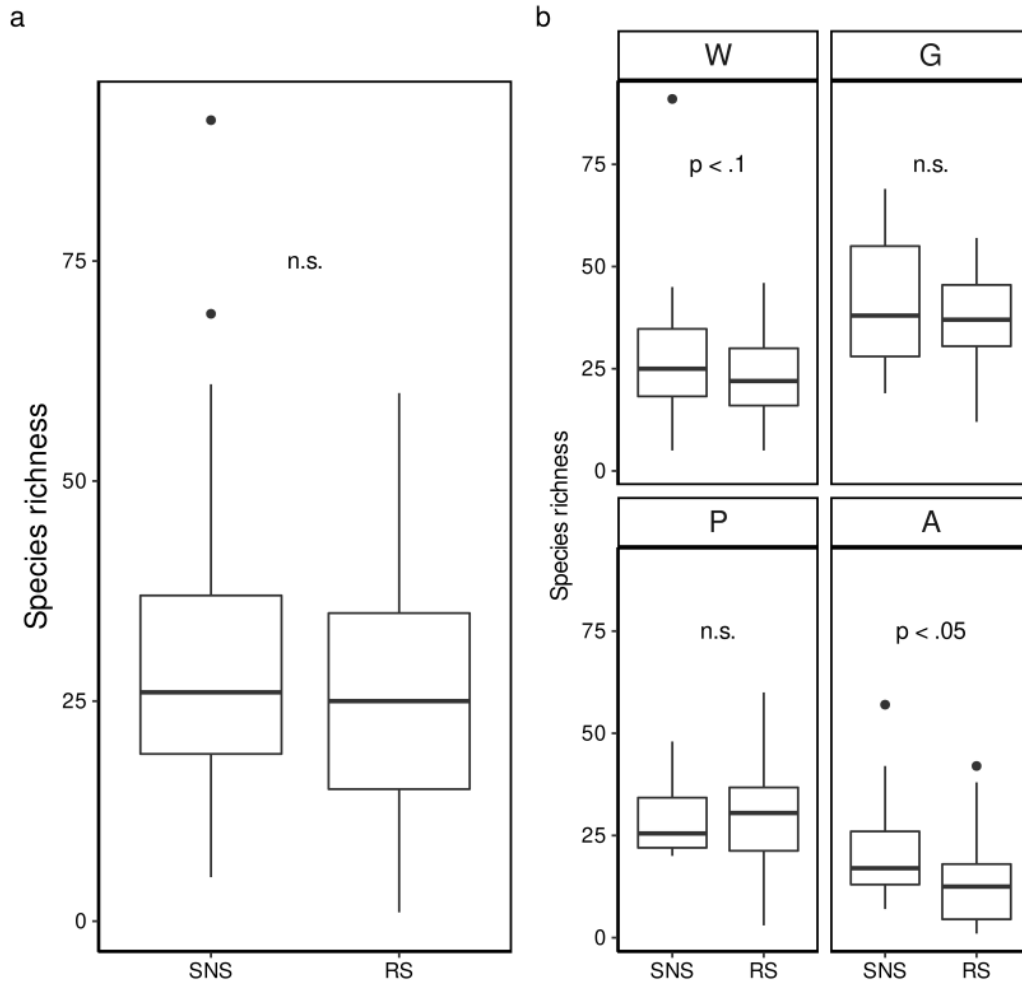 a
Species richness
75
50
25
0
n.s.
SNS
RS
b
Species richness
W
G
75
50
25
0
p < .1
n.s.
P
A
75
50
25
0
n.s.
p < .05
SNS
RS
SNS
RS